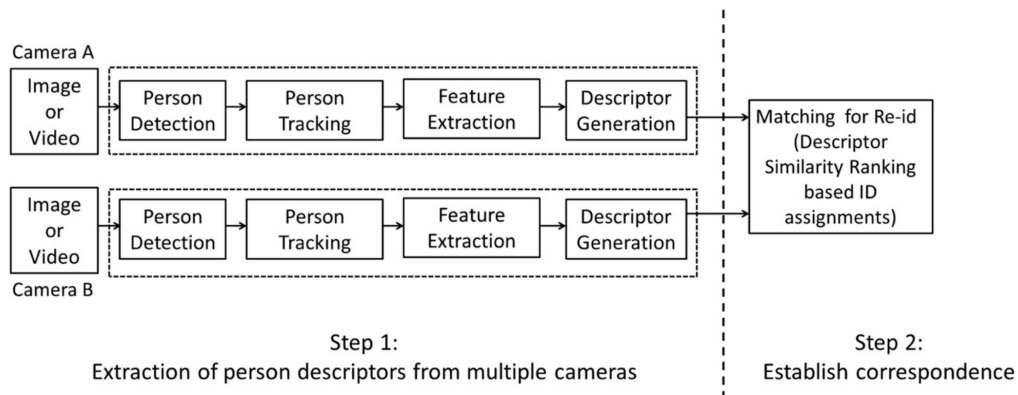 Camera A
Image
or
Video
Person
Detection
Person
Tracking
Feature
Extraction
Descriptor
Generation
Matching for Re-id
(Descriptor
Similarity Ranking
based ID
assignments)
Image
or
Video
Camera B
Person
Detection
Person
Tracking
Feature
Extraction
Descriptor
Generation
Step 1:
Extraction of person descriptors from multiple cameras
Step 2:
Establish correspondence